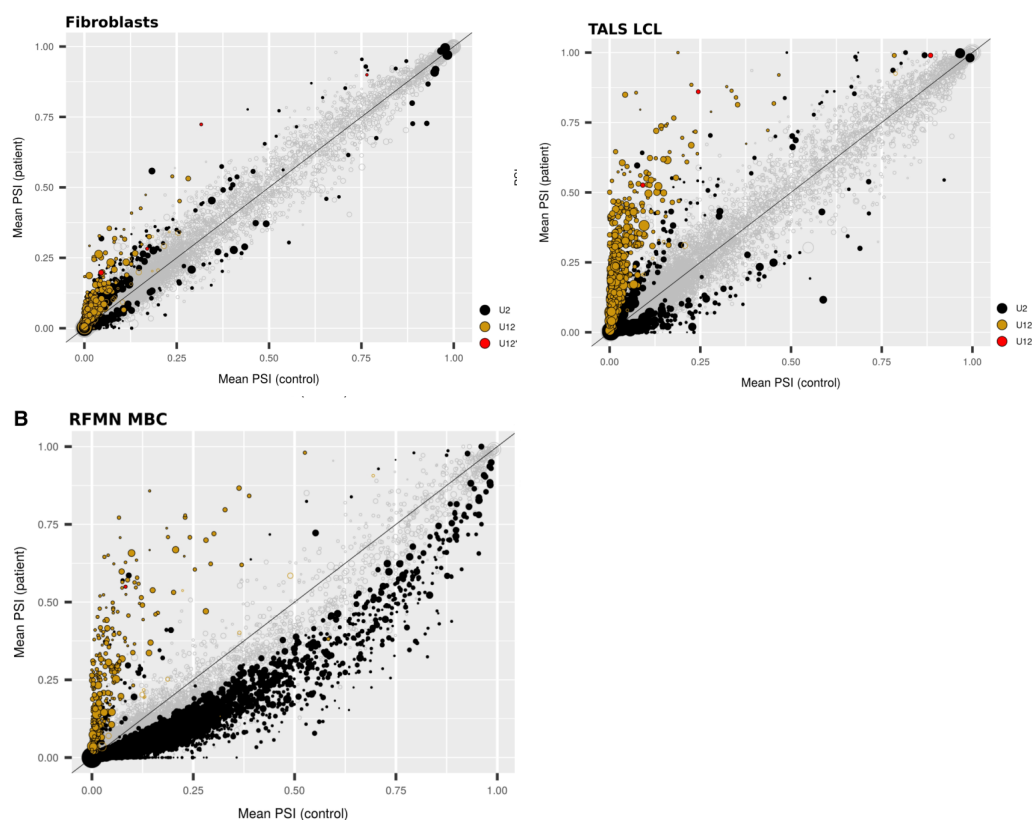 Fibroblasts
1.00
0.75
0.50
0.25
0.00
Mean PSI (patient)
0.00 0.25 0.50 0.75 1.00
Mean PSI (control)
U2
U12
U12'
TALS LCL
1.00
0.75
0.50
0.25
0.00
Mean PSI (patient)
0.00 0.25 0.50 0.75 1.00
Mean PSI (control)
U2
U12
U12
B RFMN MBC
1.00
0.75
0.50
0.25
0.00
Mean PSI (patient)
0.00 0.25 0.50 0.75 1.00
Mean PSI (control)